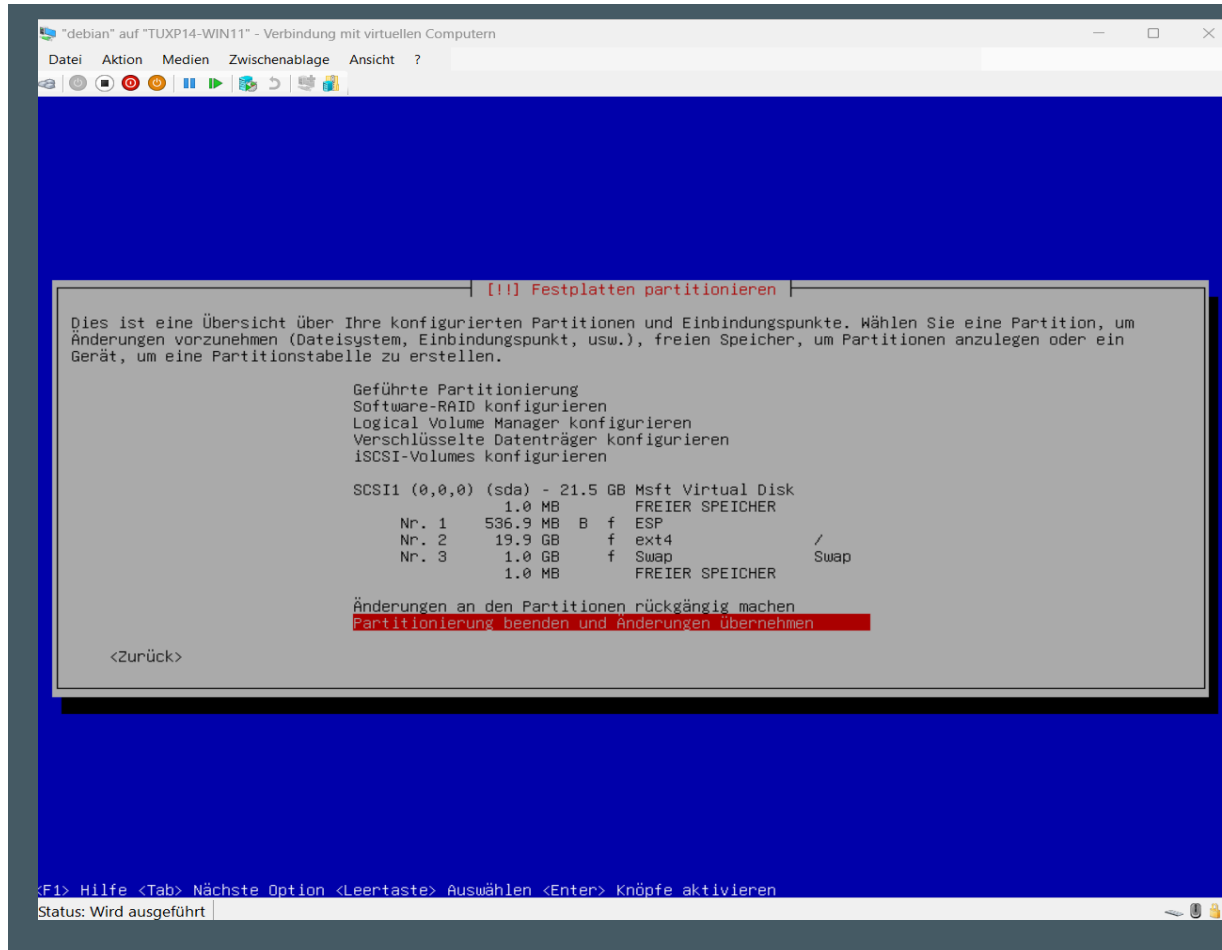 "debian" auf "TUXP14-WIN11" - Verbindung mit virtuellen Computern
Datei Aktion Medien Zwischenablage Ansicht ?
[!!] Festplatten partitionieren
Dies ist eine Übersicht über Ihre konfigurierten Partitionen und Einbindungspunkte. Wählen Sie eine Partition, um
Änderungen vorzunehmen (Dateisystem, Einbindungspunkt, usw.), freien Speicher, um Partitionen anzulegen oder ein
Gerät, um eine Partitionstabelle zu erstellen.
Geführte Partitionierung
Software-RAID konfigurieren
Logical Volume Manager konfigurieren
Verschlüsselte Datenträger konfigurieren
iSCSI-Volumes konfigurieren
SCSI1 (0,0,0) (sda) - 21.5 GB Msft Virtual Disk
1.0 MB FREIER SPEICHER
Nr. 1 536.9 MB B f ESP
Nr. 2 19.9 GB f ext4 /
Nr. 3 1.0 GB f Swap Swap
1.0 MB FREIER SPEICHER
Änderungen an den Partitionen rückgängig machen
Partitionierung beenden und Änderungen übernehmen
<Zurück>
<F1> Hilfe <Tab> Nächste Option <Leertaste> Auswählen <Enter> Knöpfe aktivieren
Status: Wird ausgeführt